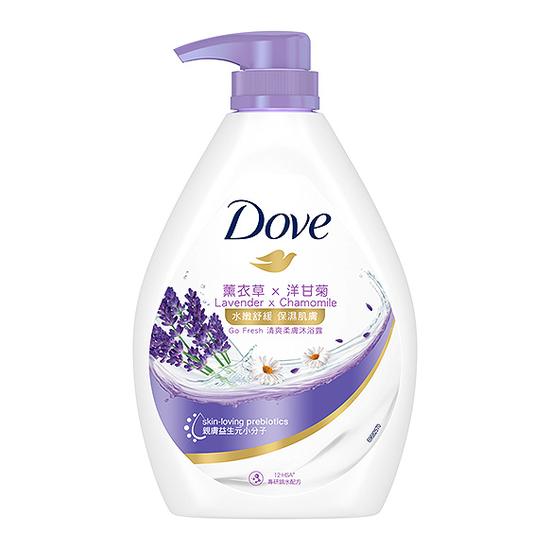 Dove
薰衣草 x 洋甘菊
Lavender x Chamomile
水嫩舒緩 保濕肌膚
Go Fresh 清爽柔膚沐浴露
skin-loving prebiotics
親膚益生元小分子
12-HSA*
專研鎖水配方